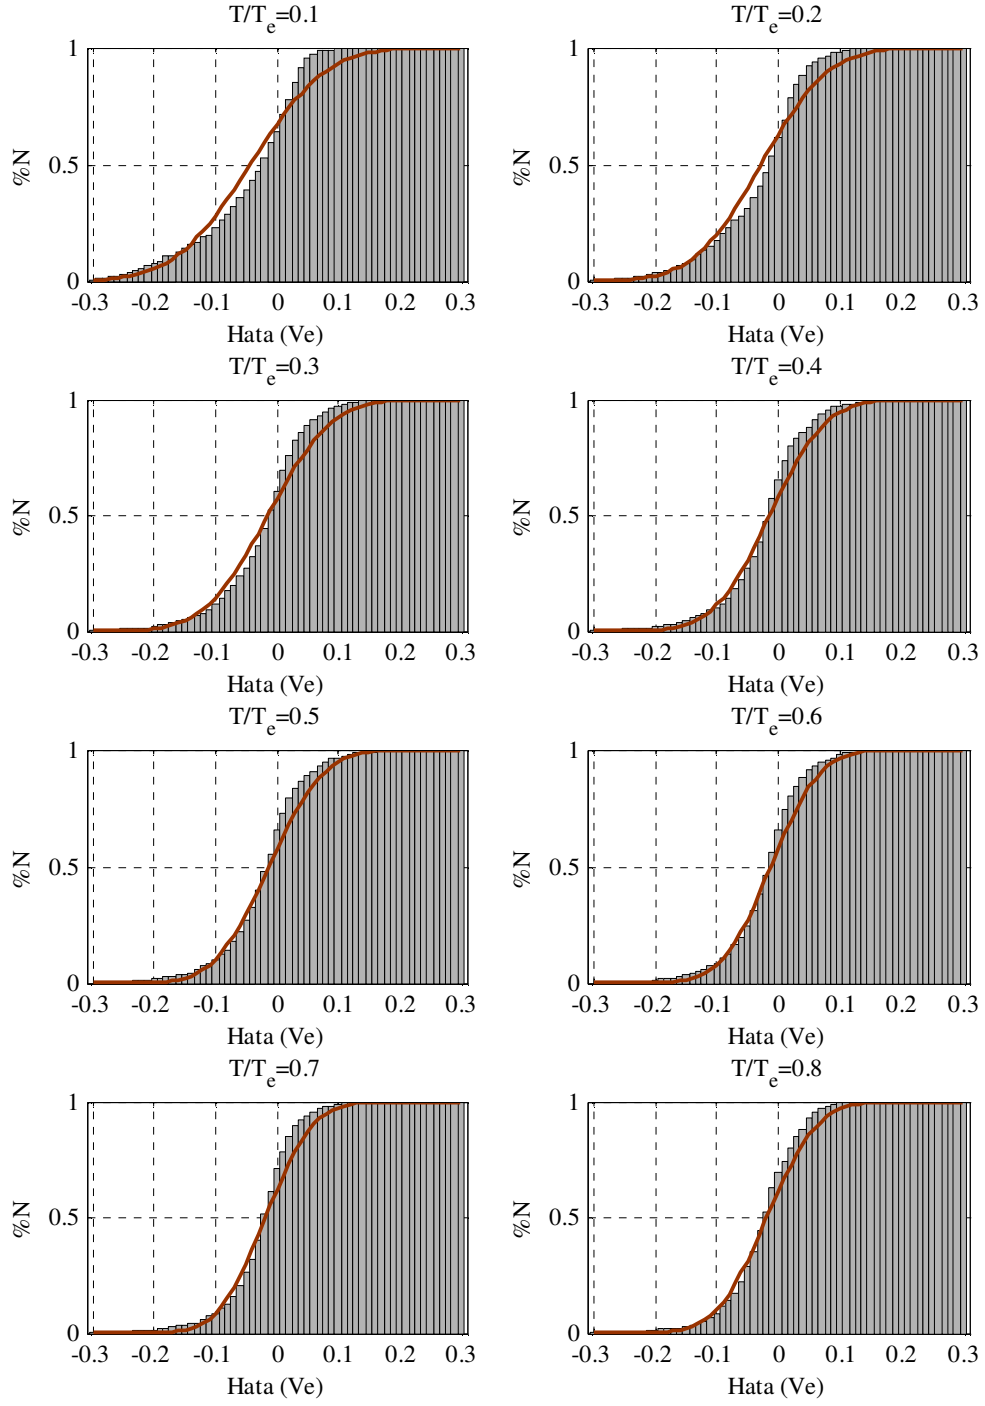 T/Te=0.1 T/Te=0.2
1 1
%N 0.5 %N 0.5
0 0
-0.3 -0.2 -0.1 0 0.1 0.2 0.3 -0.3 -0.2 -0.1 0 0.1 0.2 0.3
Hata (Ve) Hata (Ve)
T/Te=0.3 T/Te=0.4
1 1
%N 0.5 %N 0.5
0 0
-0.3 -0.2 -0.1 0 0.1 0.2 0.3 -0.3 -0.2 -0.1 0 0.1 0.2 0.3
Hata (Ve) Hata (Ve)
T/Te=0.5 T/Te=0.6
1 1
%N 0.5 %N 0.5
0 0
-0.3 -0.2 -0.1 0 0.1 0.2 0.3 -0.3 -0.2 -0.1 0 0.1 0.2 0.3
Hata (Ve) Hata (Ve)
T/Te=0.7 T/Te=0.8
1 1
%N 0.5 %N 0.5
0 0
-0.3 -0.2 -0.1 0 0.1 0.2 0.3 -0.3 -0.2 -0.1 0 0.1 0.2 0.3
Hata (Ve) Hata (Ve)